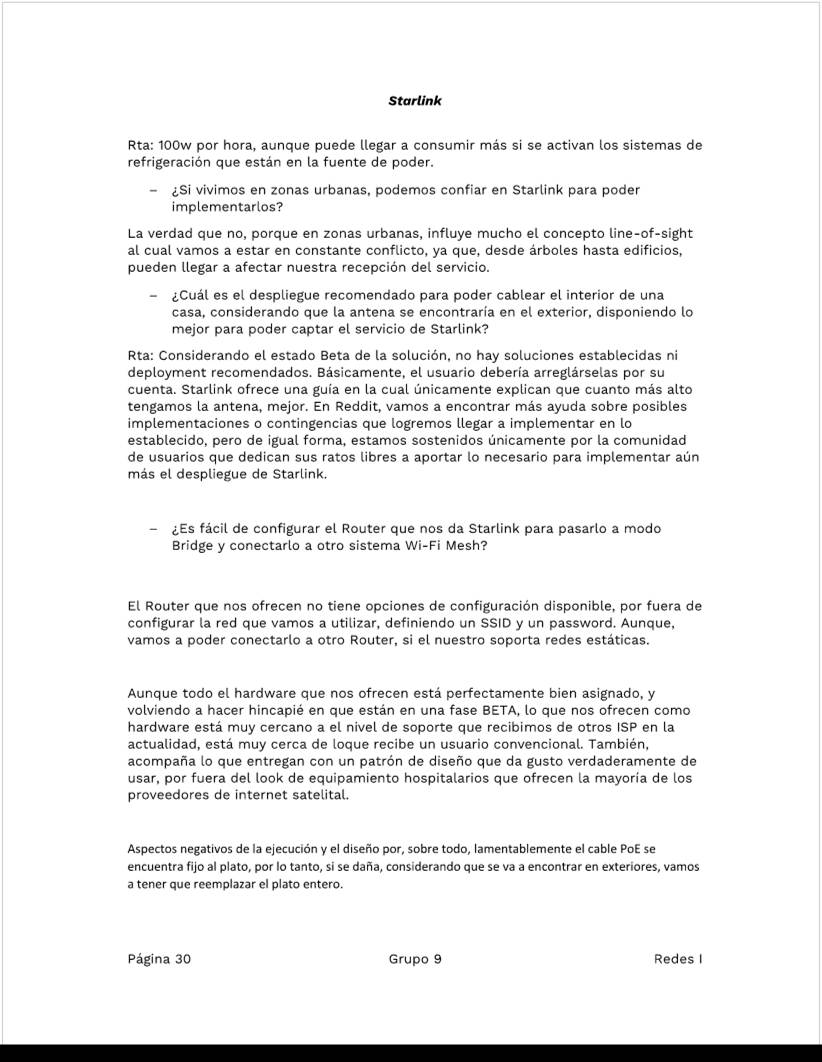 Starlink
Rta: 100w por hora, aunque puede llegar a consumir más si se activan los sistemas de
refrigeración que están en la fuente de poder.
– ¿Si vivimos en zonas urbanas, podemos confiar en Starlink para poder
implementarlos?
La verdad que no, porque en zonas urbanas, influye mucho el concepto line-of-sight
al cual vamos a estar en constante conflicto, ya que, desde árboles hasta edificios,
pueden llegar a afectar nuestra recepción del servicio.
– ¿Cuál es el despliegue recomendado para poder cablear el interior de una
casa, considerando que la antena se encontraría en el exterior, disponiendo lo
mejor para poder captar el servicio de Starlink?
Rta: Considerando el estado Beta de la solución, no hay soluciones establecidas ni
deployment recomendados. Básicamente, el usuario debería arreglárselas por su
cuenta. Starlink ofrece una guía en la cual únicamente explican que cuanto más alto
tengamos la antena, mejor. En Reddit, vamos a encontrar más ayuda sobre posibles
implementaciones o contingencias que logremos llegar a implementar en lo
establecido, pero de igual forma, estamos sostenidos únicamente por la comunidad
de usuarios que dedican sus ratos libres a aportar lo necesario para implementar aún
más el despliegue de Starlink.
– ¿Es fácil de configurar el Router que nos da Starlink para pasarlo a modo
Bridge y conectarlo a otro sistema Wi-Fi Mesh?
El Router que nos ofrecen no tiene opciones de configuración disponible, por fuera de
configurar la red que vamos a utilizar, definiendo un SSID y un password. Aunque,
vamos a poder conectarlo a otro Router, si el nuestro soporta redes estáticas.
Aunque todo el hardware que nos ofrecen está perfectamente bien asignado, y
volviendo a hacer hincapié en que están en una fase BETA, lo que nos ofrecen como
hardware está muy cercano a el nivel de soporte que recibimos de otros ISP en la
actualidad, está muy cerca de loque recibe un usuario convencional. También,
acompaña lo que entregan con un patrón de diseño que da gusto verdaderamente de
usar, por fuera del look de equipamiento hospitalarios que ofrecen la mayoría de los
proveedores de internet satelital.
Aspectos negativos de la ejecución y el diseño por, sobre todo, lamentablemente el cable PoE se
encuentra fijo al plato, por lo tanto, si se daña, considerando que se va a encontrar en exteriores, vamos
a tener que reemplazar el plato entero.
Página 30 Grupo 9 Redes I